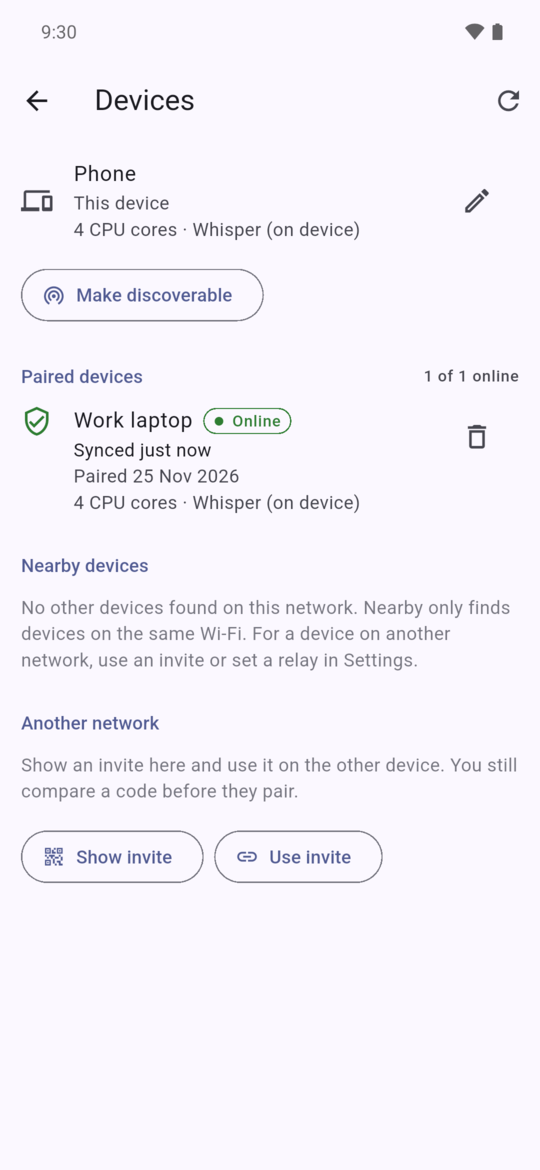 9:30
Devices
Phone
This device
4 CPU cores · Whisper (on device)
Make discoverable
Paired devices
1 of 1 online
Work laptop
Online
Synced just now
Paired 25 Nov 2026
4 CPU cores · Whisper (on device)
Nearby devices
No other devices found on this network. Nearby only finds
devices on the same Wi-Fi. For a device on another
network, use an invite or set a relay in Settings.
Another network
Show an invite here and use it on the other device. You still
compare a code before they pair.
Show invite
Use invite